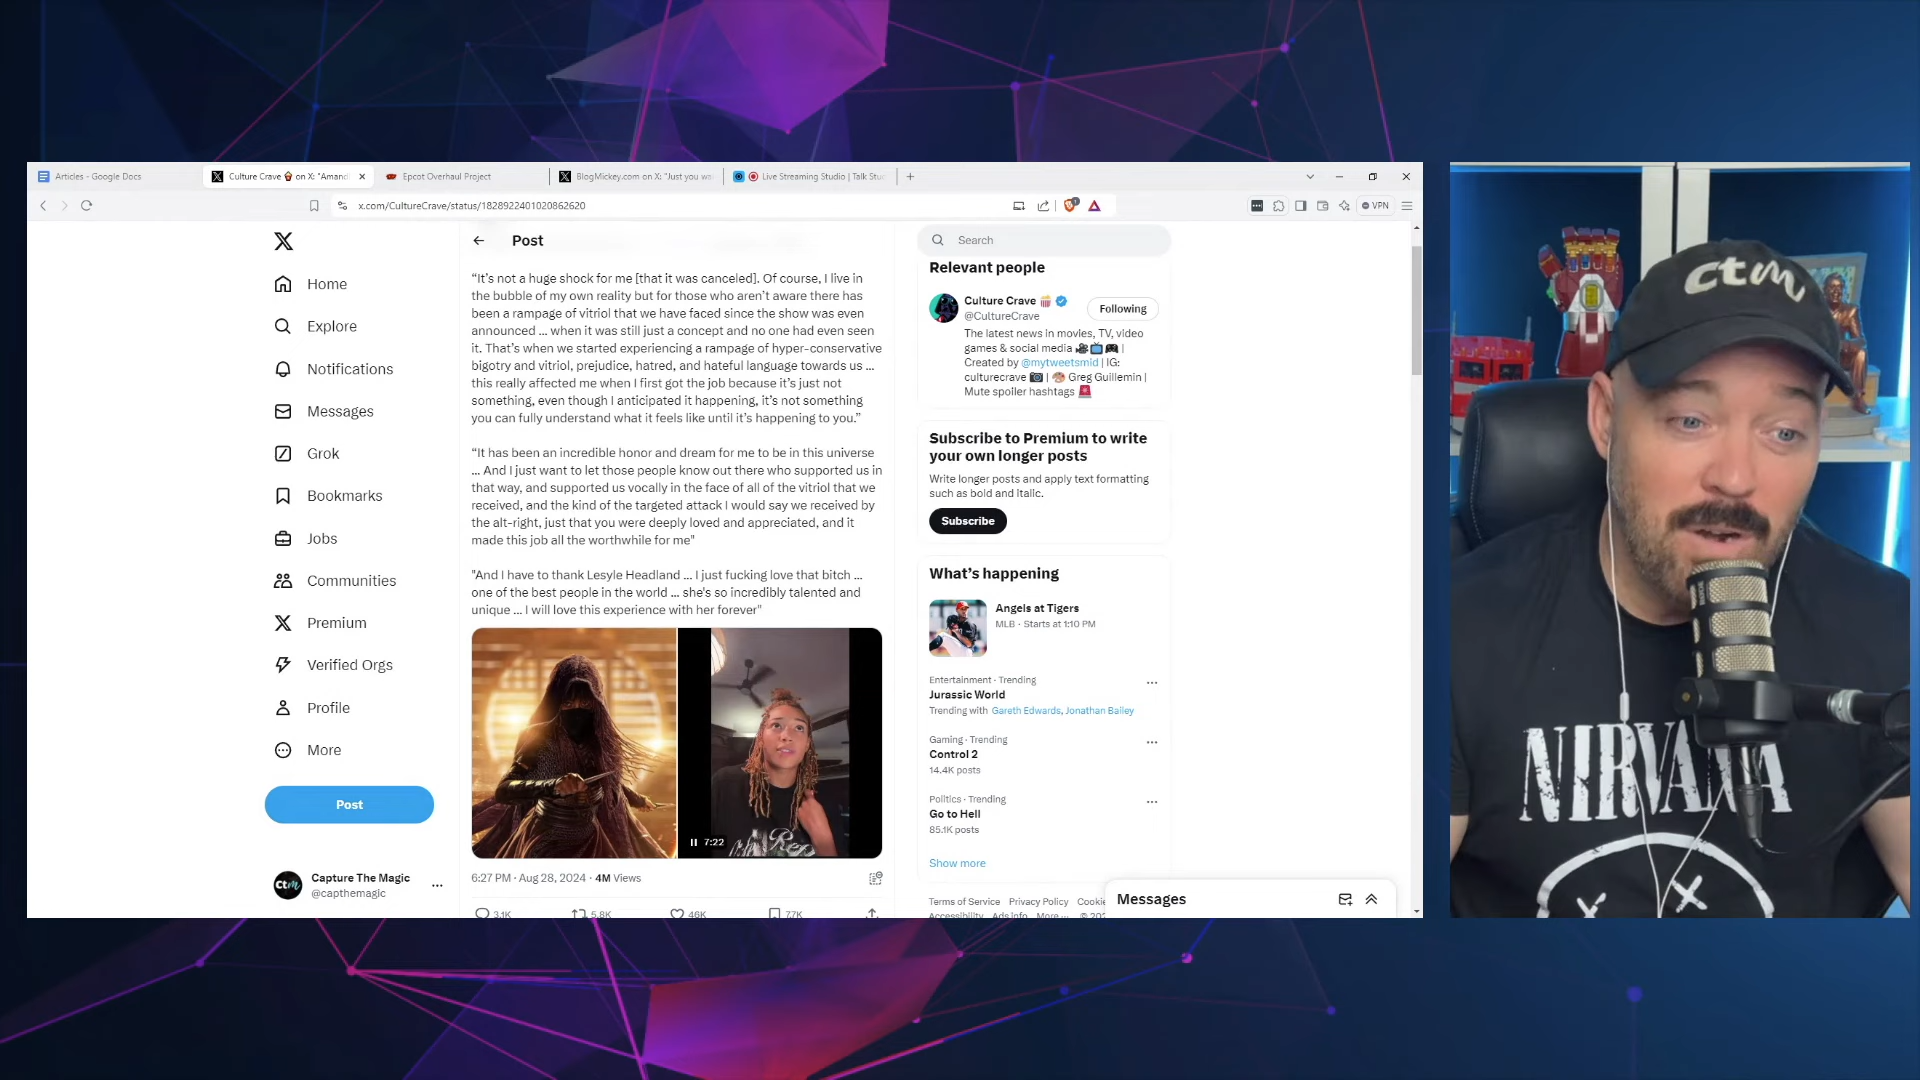 Articles - Google Docs
Culture Crave 🍿 on X: "Amand
Epcot Overhaul Project
BlogMickey.com on X: "Just you wa
Live Streaming Studio | Talk Stud
x.com/CultureCrave/status/1828922401020862620
VPN
Home
Explore
Notifications
Messages
Grok
Bookmarks
Jobs
Communities
Premium
Verified Orgs
Profile
More
Post
Capture The Magic
@capthemagic
Post
“It’s not a huge shock for me [that it was canceled]. Of course, I live in
the bubble of my own reality but for those who aren’t aware there has
been a rampage of vitriol that we have faced since the show was even
announced ... when it was still just a concept and no one had even seen
it. That’s when we started experiencing a rampage of hyper-conservative
bigotry and vitriol, prejudice, hatred, and hateful language towards us ...
this really affected me when I first got the job because it’s just not
something, even though I anticipated it happening, it’s not something
you can fully understand what it feels like until it’s happening to you.”
“It has been an incredible honor and dream for me to be in this universe
... And I just want to let those people know out there who supported us in
that way, and supported us vocally in the face of all of the vitriol that we
received, and the kind of the targeted attack I would say we received by
the alt-right, just that you were deeply loved and appreciated, and it
made this job all the worthwhile for me"
"And I have to thank Lesyle Headland ... I just fucking love that bitch ...
one of the best people in the world ... she's so incredibly talented and
unique ... I will love this experience with her forever"
7:22
6:27 PM · Aug 28, 2024 · 4M Views
3.1K
5.8K
46K
7.7K
Search
Relevant people
Culture Crave 🍿
@CultureCrave
Following
The latest news in movies, TV, video
games & social media 🎥📺🎮 |
Created by @mytweetsmid | IG:
culturecrave 📷 | 🎨 Greg Guillemin |
Mute spoiler hashtags 🚨
Subscribe to Premium to write
your own longer posts
Write longer posts and apply text formatting
such as bold and italic.
Subscribe
What’s happening
Angels at Tigers
MLB · Starts at 1:10 PM
Entertainment · Trending
Jurassic World
Trending with Gareth Edwards, Jonathan Bailey
Gaming · Trending
Control 2
14.4K posts
Politics · Trending
Go to Hell
85.1K posts
Show more
Terms of Service Privacy Policy Cookie
Accessibility Ads info More ... © 202
Messages
ctm
NIRVANA